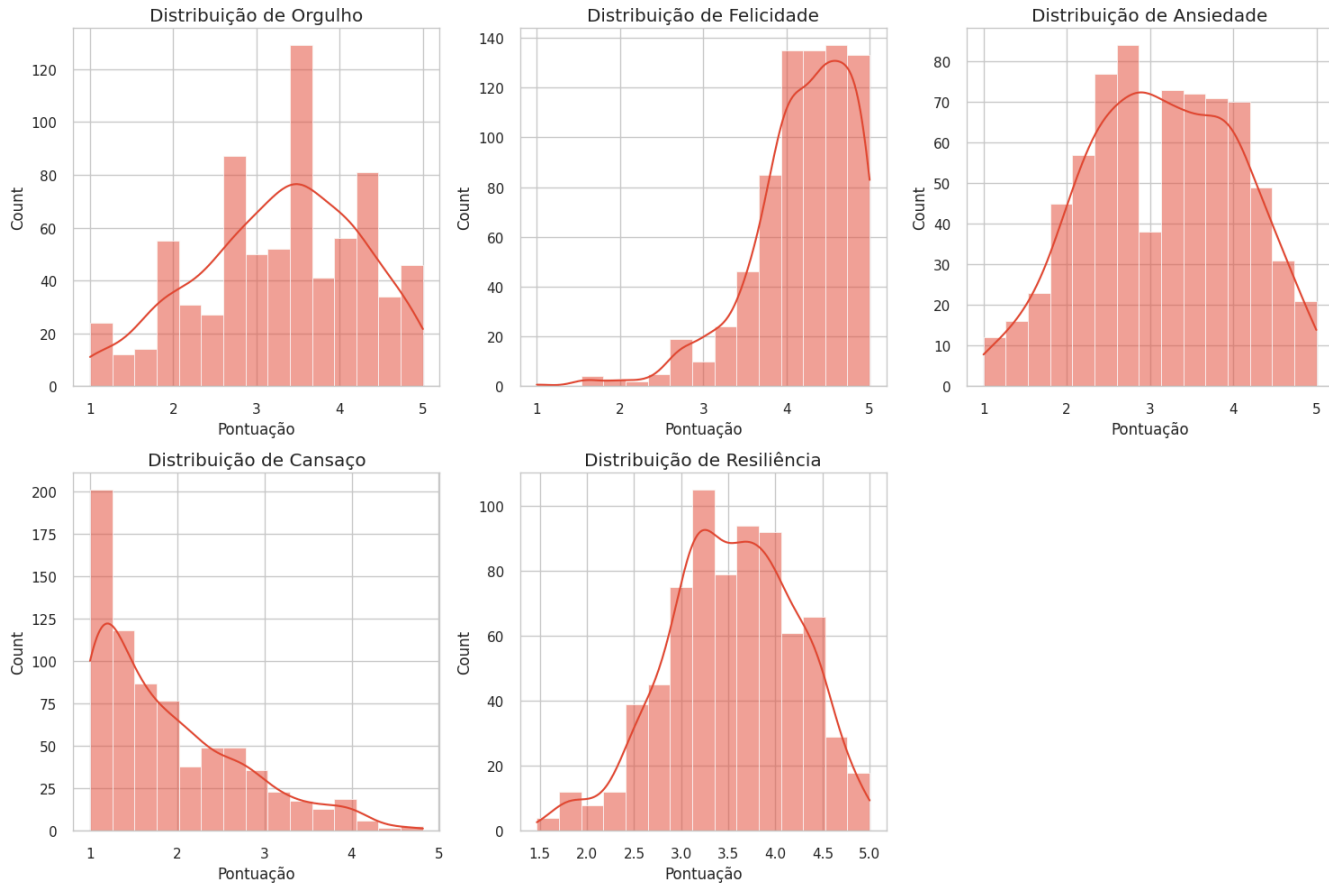 Distribuição de Orgulho
Count
120
100
80
60
40
20
0
1 2 3 4 5
Pontuação
Distribuição de Felicidade
Count
140
120
100
80
60
40
20
0
1 2 3 4 5
Pontuação
Distribuição de Ansiedade
Count
80
70
60
50
40
30
20
10
0
1 2 3 4 5
Pontuação
Distribuição de Cansaço
Count
200
175
150
125
100
75
50
25
0
1 2 3 4 5
Pontuação
Distribuição de Resiliência
Count
100
80
60
40
20
0
1.5 2.0 2.5 3.0 3.5 4.0 4.5 5.0
Pontuação